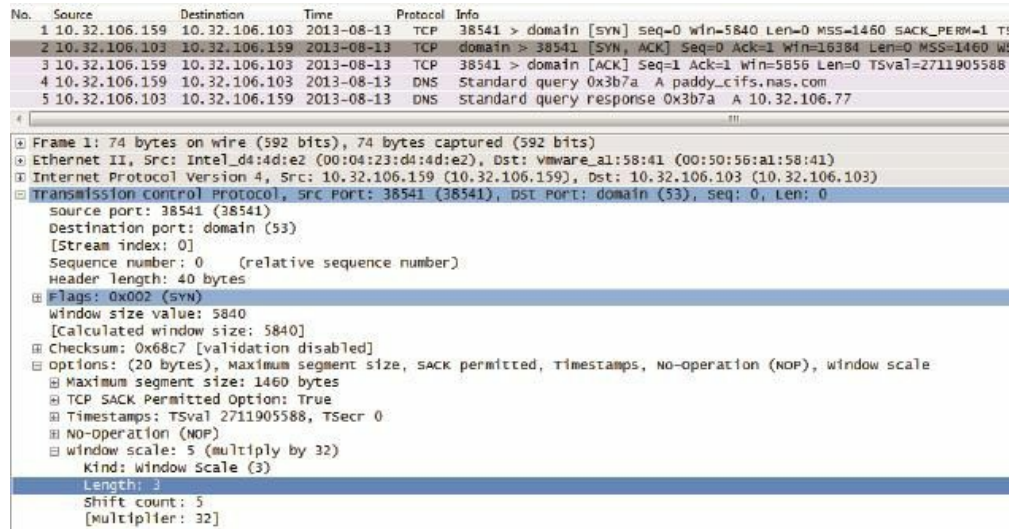 No. Source Destination Time Protocol Info
1 10.32.106.159 10.32.106.103 2013-08-13 TCP 38541 > domain [SYN] Seq=0 Win=5840 Len=0 MSS=1460 SACK_PERM=1
2 10.32.106.103 10.32.106.159 2013-08-13 TCP domain > 38541 [SYN, ACK] Seq=0 Ack=1 Win=16384 Len=0 MSS=1460
3 10.32.106.159 10.32.106.103 2013-08-13 TCP 38541 > domain [ACK] Seq=1 Ack=1 Win=5856 Len=0 TSval=2711905588
4 10.32.106.159 10.32.106.103 2013-08-13 DNS Standard query 0x3b7a A paddy_cifs.nas.com
5 10.32.106.103 10.32.106.159 2013-08-13 DNS Standard query response 0x3b7a A 10.32.106.77
Frame 1: 74 bytes on wire (592 bits), 74 bytes captured (592 bits)
Ethernet II, Src: Intel_d4:4d:e2 (00:04:23:d4:4d:e2), Dst: Vmware_a1:58:41 (00:50:56:a1:58:41)
Internet Protocol Version 4, Src: 10.32.106.159 (10.32.106.159), Dst: 10.32.106.103 (10.32.106.103)
Transmission Control Protocol, Src Port: 38541 (38541), Dst Port: domain (53), Seq: 0, Len: 0
Source port: 38541 (38541)
Destination port: domain (53)
[Stream index: 0]
Sequence number: 0 (relative sequence number)
Header length: 40 bytes
Flags: 0x002 (SYN)
Window size value: 5840
[Calculated window size: 5840]
Checksum: 0x68c7 [validation disabled]
Options: (20 bytes), Maximum segment size, SACK permitted, Timestamps, No-Operation (NOP), Window scale
Maximum segment size: 1460 bytes
TCP SACK Permitted Option: True
Timestamps: TSval 2711905588, TSecr 0
No-Operation (NOP)
Window scale: 5 (multiply by 32)
Kind: Window Scale (3)
Length: 3
Shift count: 5
[Multiplier: 32]